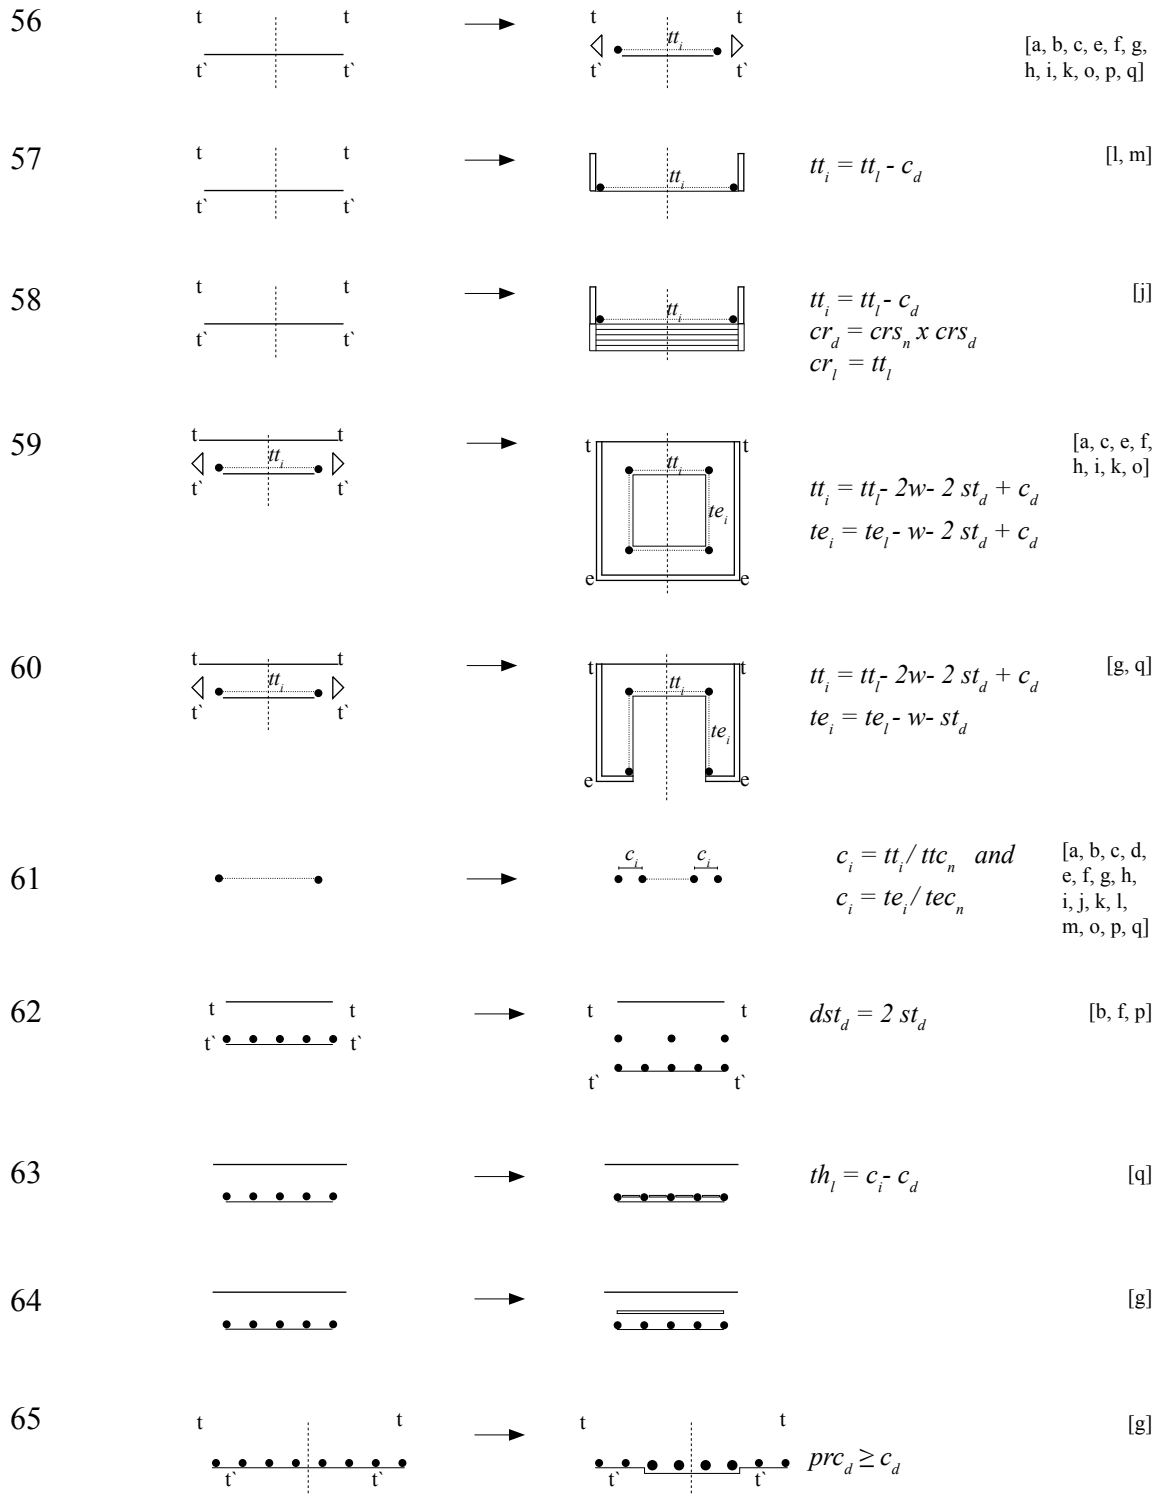 56
t t t t
tt_i
t` t` t` t`
[a, b, c, e, f, g,
h, i, k, o, p, q]
57
t t
tt_i
t` t`
tt_i = tt_l - c_d
[l, m]
58
t t
tt_i
t` t`
tt_i = tt_l - c_d
cr_d = crs_n x crs_d
cr_l = tt_l
[j]
59
t t t t
tt_i tt_i
t` t`
te_i
e e
tt_i = tt_l - 2w - 2 st_d + c_d
te_i = te_l - w - 2 st_d + c_d
[a, c, e, f,
h, i, k, o]
60
t t t t
tt_i tt_i
t` t`
te_i
e e
tt_i = tt_l - 2w - 2 st_d + c_d
te_i = te_l - w - st_d
[g, q]
61
c_i c_i
c_i = tt_i / ttc_n and
c_i = te_i / tec_n
[a, b, c, d,
e, f, g, h,
i, j, k, l,
m, o, p, q]
62
t t t t
t` t` t` t`
dst_d = 2 st_d
[b, f, p]
63
th_l = c_i - c_d
[q]
64
[g]
65
t t t t
t` t` t` t`
prc_d ≥ c_d
[g]